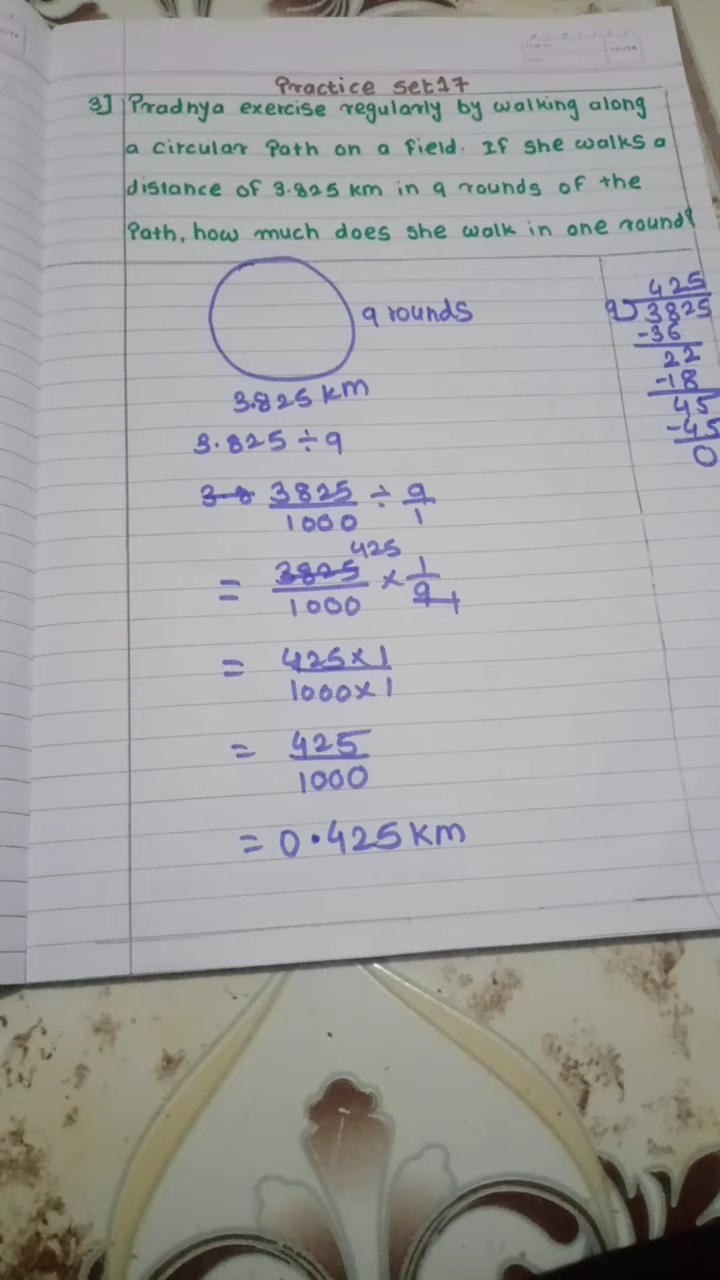 Practice set 17
3] Pradnya exercise regularly by walking along
a circular Path on a field. If she walks a
distance of 3.825 km in 9 rounds of the
Path, how much does she walk in one round?
9 rounds
3.825 km
3.825 ÷ 9
3825/1000 ÷ 9/1
425
= 3825/1000 × 1/9 1
= 425×1/1000×1
= 425/1000
= 0.425 km
425
9)3825
-36
22
-18
45
-45
0